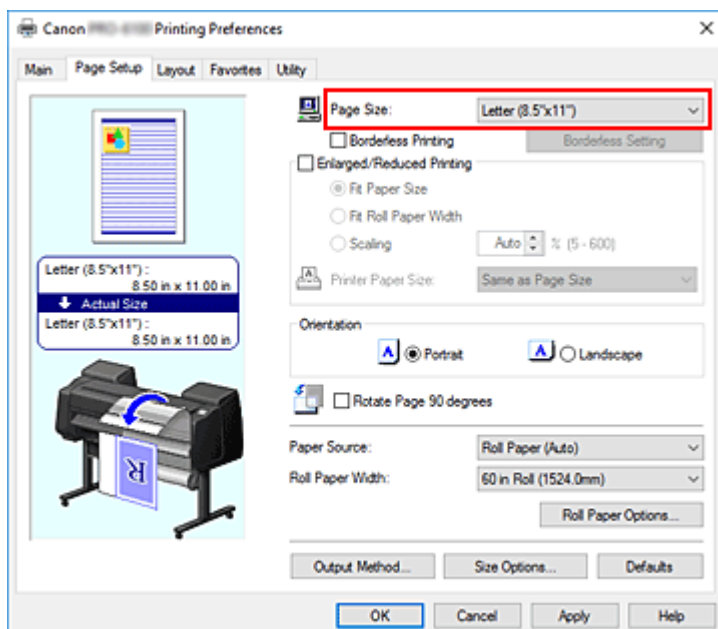 Canon Printing Preferences
Main Page Setup Layout Favorites Utility
Page Size: Letter (8.5"x11")
Borderless Printing Borderless Setting
Enlarged/Reduced Printing
Fit Paper Size
Fit Roll Paper Width
Scaling Auto % (5 - 600)
Printer Paper Size: Same as Page Size
Letter (8.5"x11") :
8.50 in x 11.00 in
Actual Size
Letter (8.5"x11") :
8.50 in x 11.00 in
Orientation
A Portrait A Landscape
Rotate Page 90 degrees
R
Paper Source: Roll Paper (Auto)
Roll Paper Width: 60 in Roll (1524.0mm)
Roll Paper Options...
Output Method... Size Options... Defaults
OK Cancel Apply Help